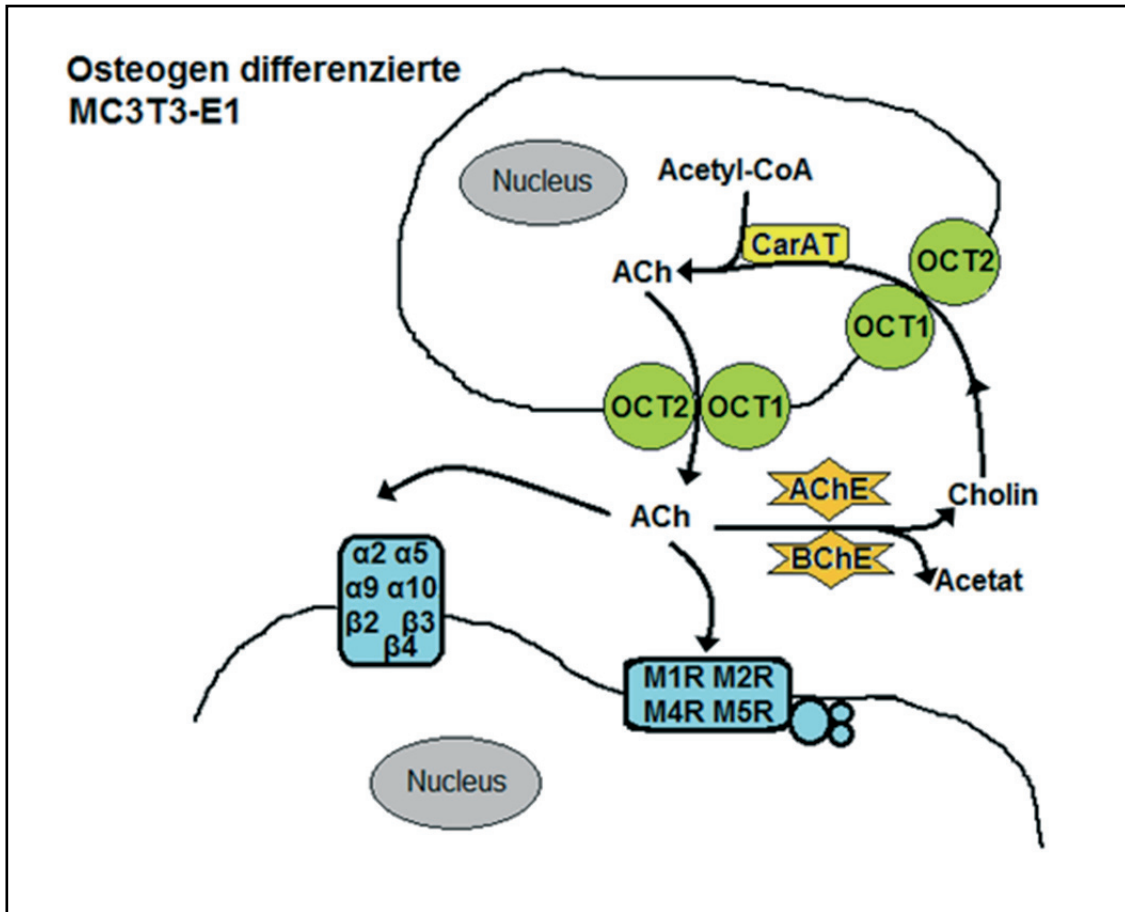 Osteogen differenzierte
MC3T3-E1
Nucleus
Acetyl-CoA
CarAT
OCT2
ACh
OCT1
OCT2
OCT1
AChE
Cholin
ACh
BChE
Acetat
α2 α5
α9 α10
β2 β3
β4
M1R M2R
M4R M5R
Nucleus